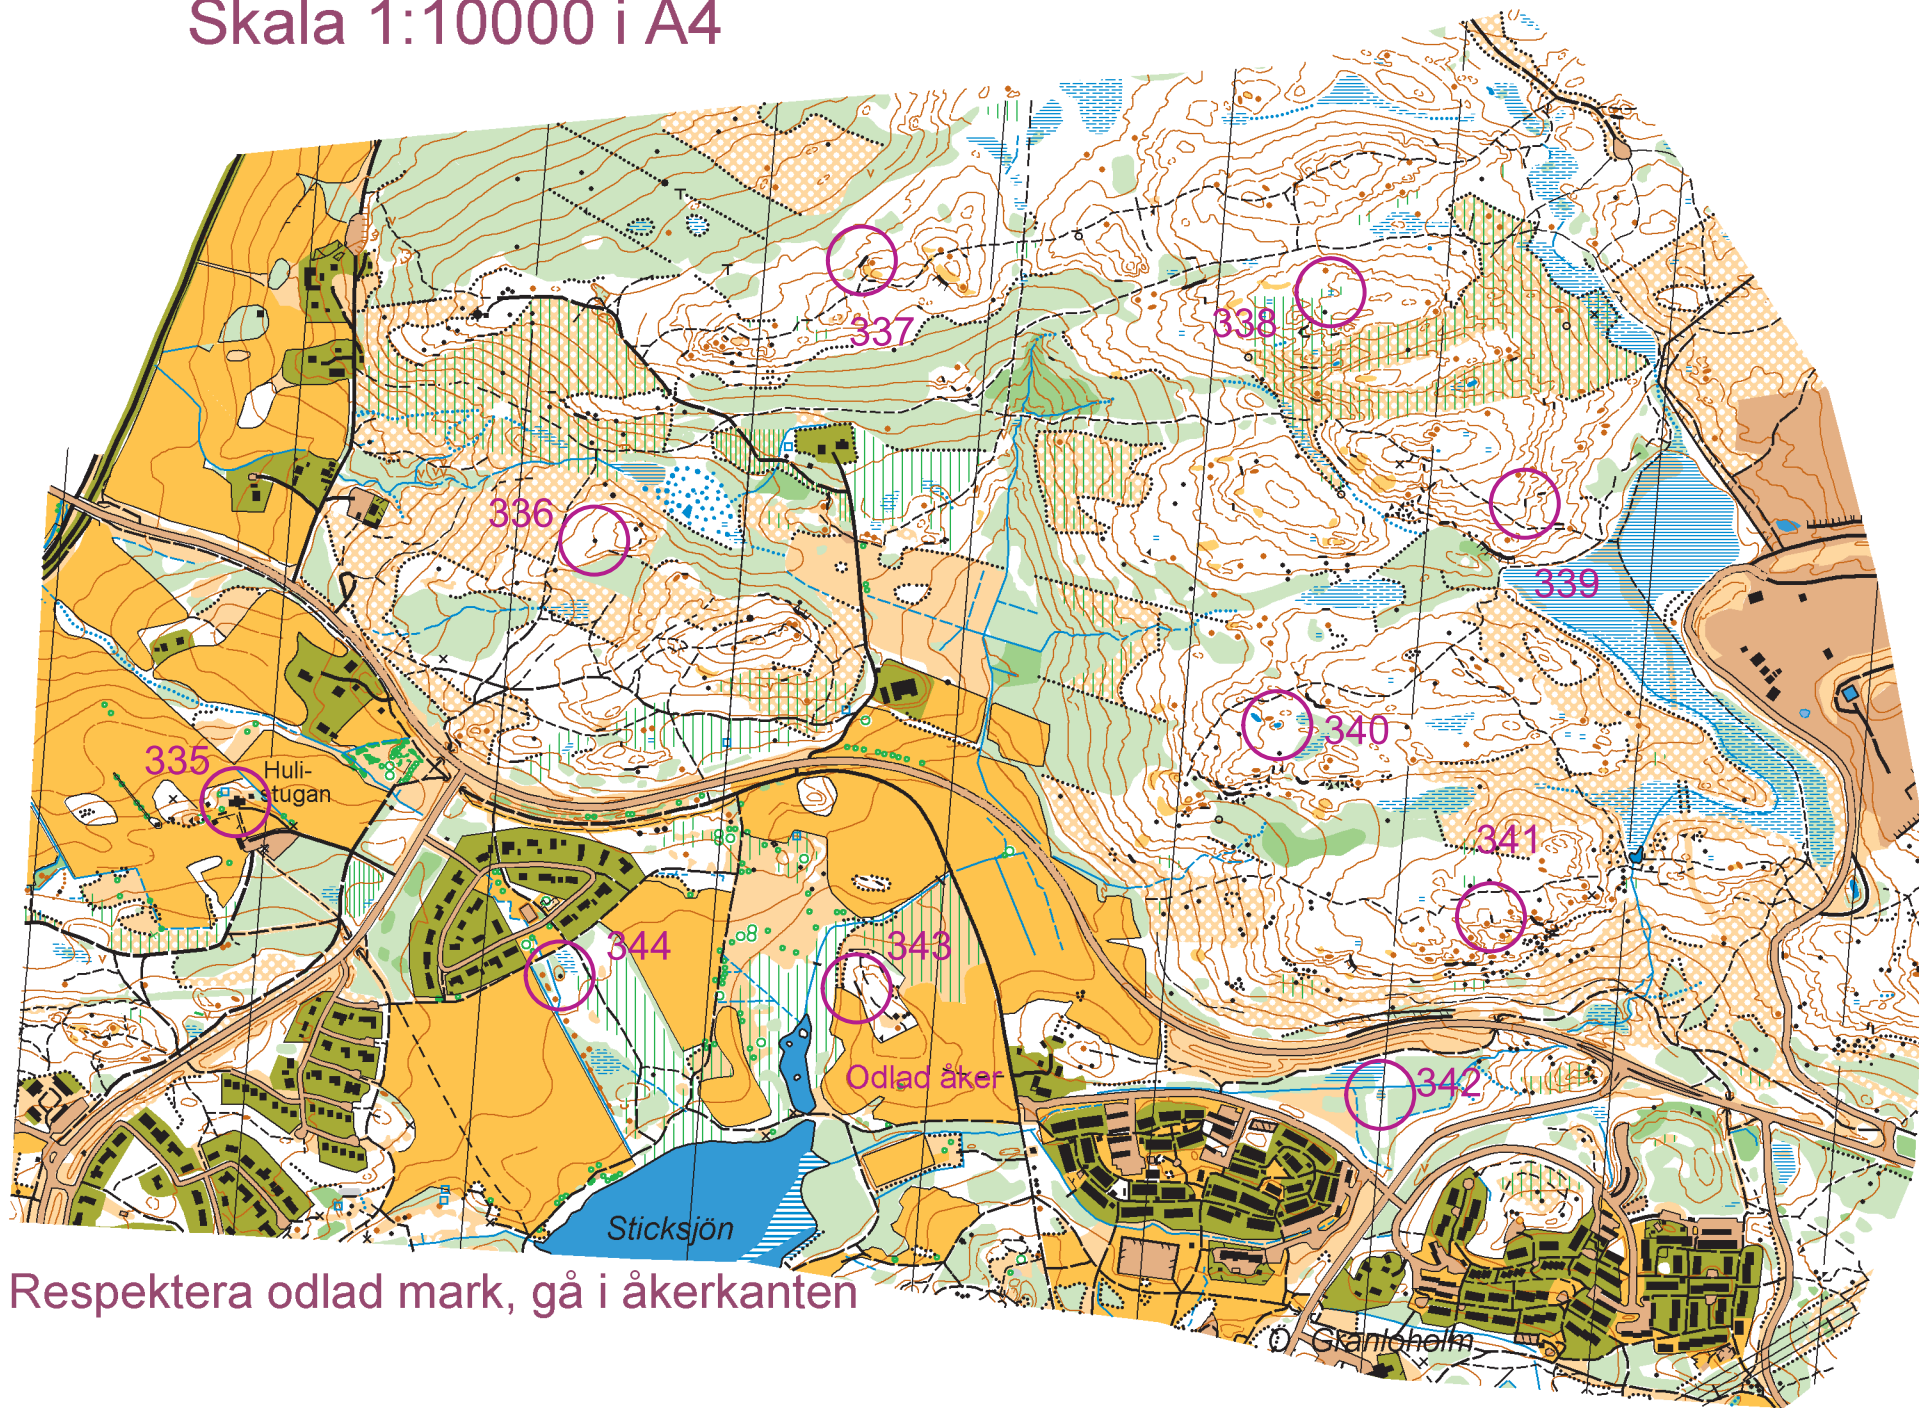 Skala 1:10000 i A4
337
338
336
339
335
Huli-
stugan
340
341
344
343
Odlad åker
342
Sticksjön
Respektera odlad mark, gå i åkerkanten
Ö Granloholm